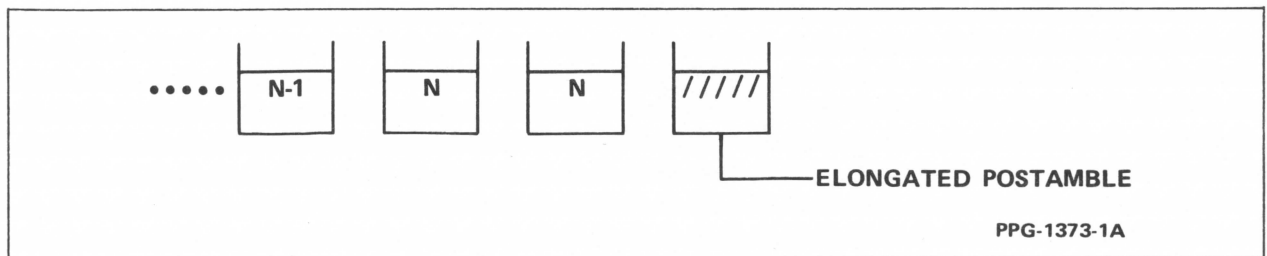 ••••• N-1 N N /////
ELONGATED POSTAMBLE
PPG-1373-1A